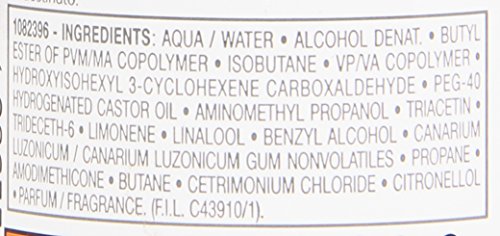 1082396 - INGREDIENTS: AQUA / WATER • ALCOHOL DENAT. • BUTYL
ESTER OF PVM/MA COPOLYMER • ISOBUTANE • VP/VA COPOLYMER •
HYDROXYISOHEXYL 3-CYCLOHEXENE CARBOXALDEHYDE • PEG-40
HYDROGENATED CASTOR OIL • AMINOMETHYL PROPANOL • TRIACETIN •
TRIDECETH-6 • LIMONENE • LINALOOL • BENZYL ALCOHOL • CANARIUM
LUZONICUM / CANARIUM LUZONICUM GUM NONVOLATILES • PROPANE •
AMODIMETHICONE • BUTANE • CETRIMONIUM CHLORIDE • CITRONELLOL
• PARFUM / FRAGRANCE. (F.I.L. C43910/1).